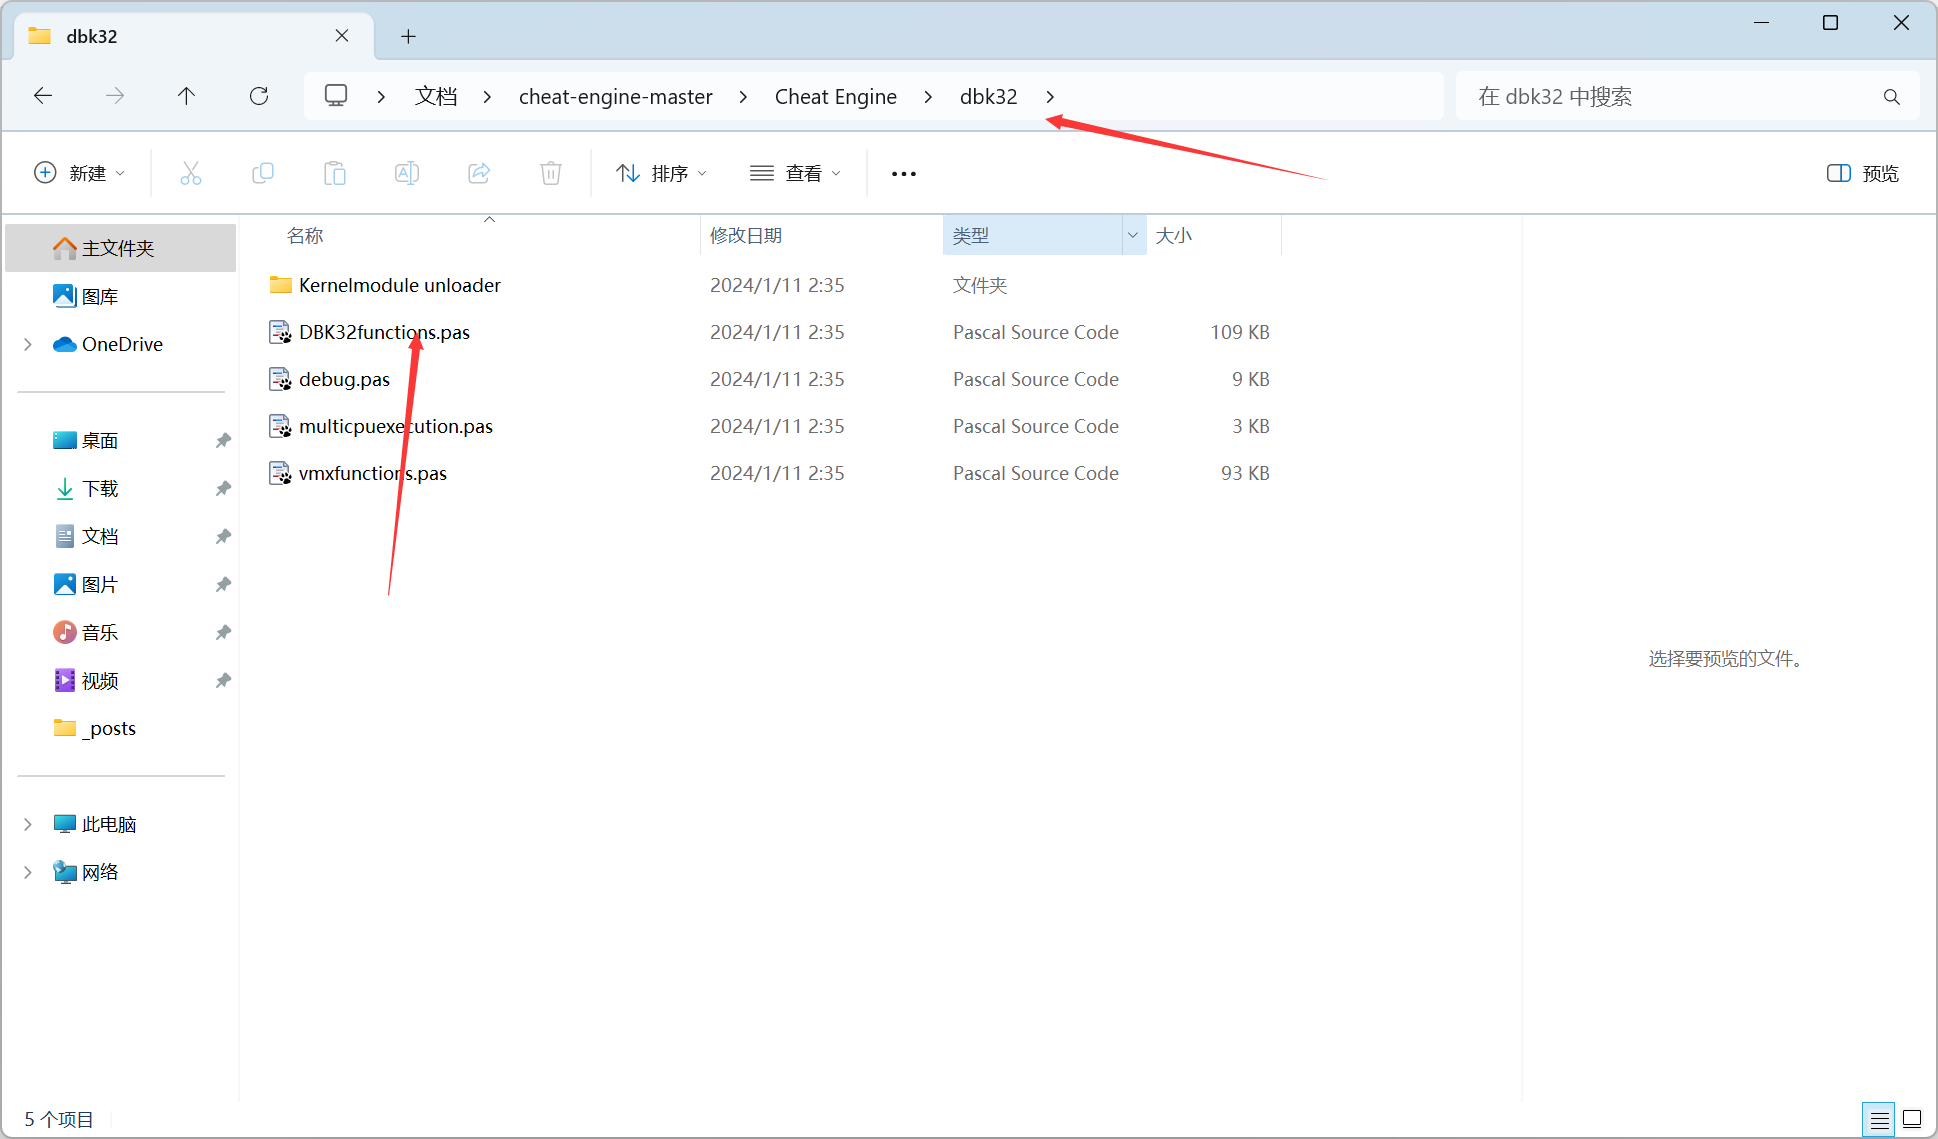 dbk32
文档 cheat-engine-master Cheat Engine dbk32
在 dbk32 中搜索
新建 排序 查看 预览
名称 修改日期 类型 大小
Kernelmodule unloader 2024/1/11 2:35 文件夹
DBK32functions.pas 2024/1/11 2:35 Pascal Source Code 109 KB
debug.pas 2024/1/11 2:35 Pascal Source Code 9 KB
multicpuexecution.pas 2024/1/11 2:35 Pascal Source Code 3 KB
vmxfunctions.pas 2024/1/11 2:35 Pascal Source Code 93 KB
主文件夹
图库
OneDrive
桌面
下载
文档
图片
音乐
视频
_posts
此电脑
网络
选择要预览的文件。
5 个项目